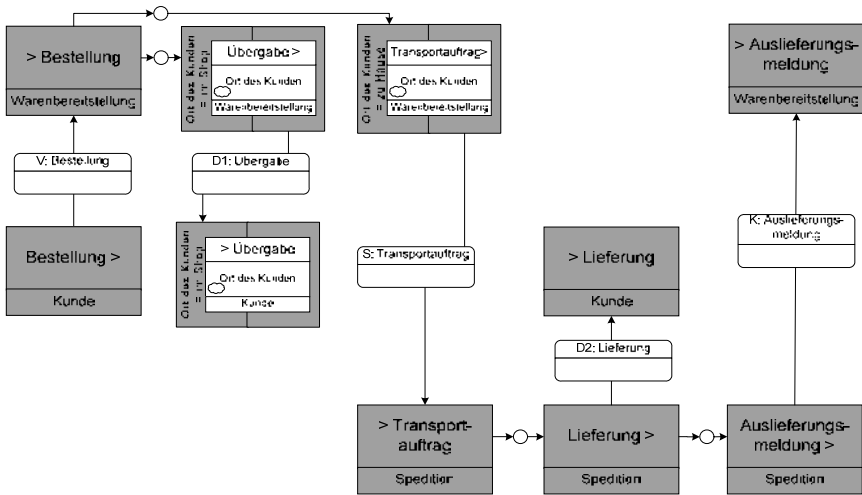 > Bestellung
Warenbereitstellung
Ort des Kunden
= im Shop
Übergabe >
Ort des Kunden
Warenbereitstellung
Ort des Kunden
= zu Hause
Transportauftrag>
Ort des Kunden
Warenbereitstellung
> Auslieferungs-
meldung
Warenbereitstellung
V: Bestellung
D1: Übergabe
Bestellung >
Kunde
Ort des Kunden
= im Shop
> Übergabe
Ort des Kunden
Kunde
S: Transportauftrag
> Lieferung
Kunde
K: Auslieferungs-
meldung
D2: Lieferung
> Transport-
auftrag
Spedition
Lieferung >
Spedition
Auslieferungs-
meldung >
Spedition